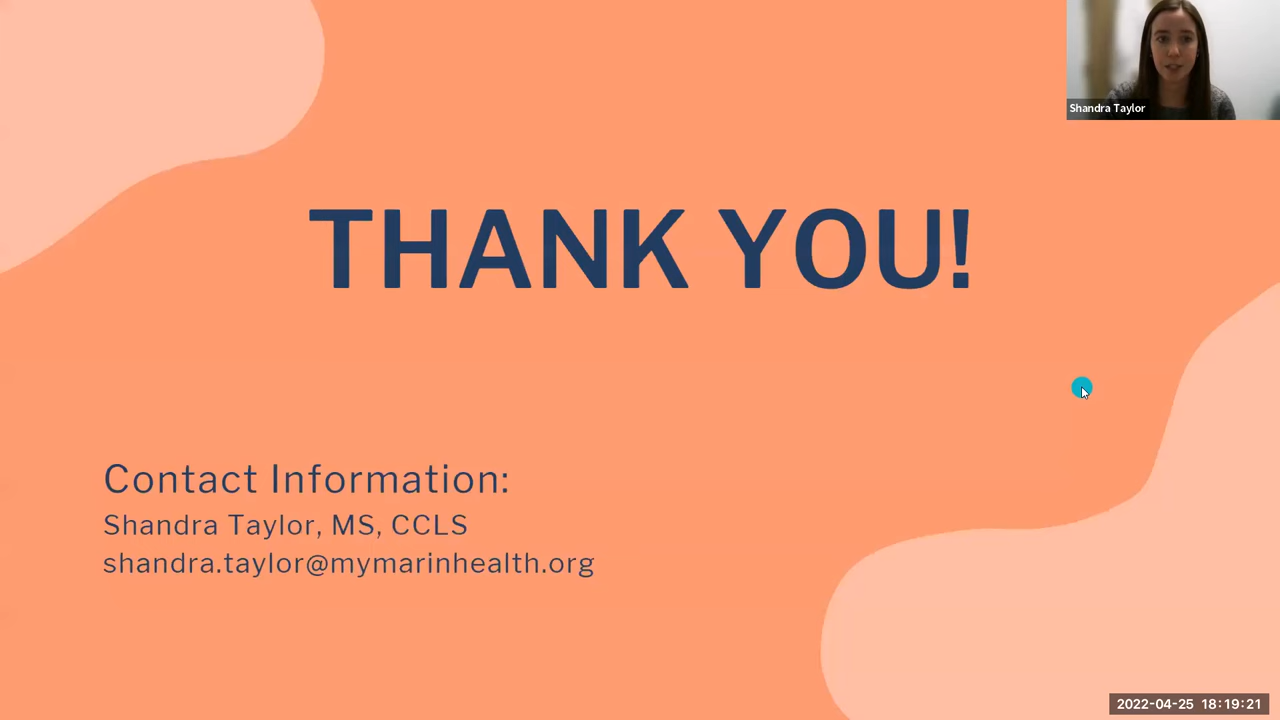 Shandra Taylor
THANK YOU!
Contact Information:
Shandra Taylor, MS, CCLS
shandra.taylor@mymarinhealth.org
2022-04-25 18:19:21